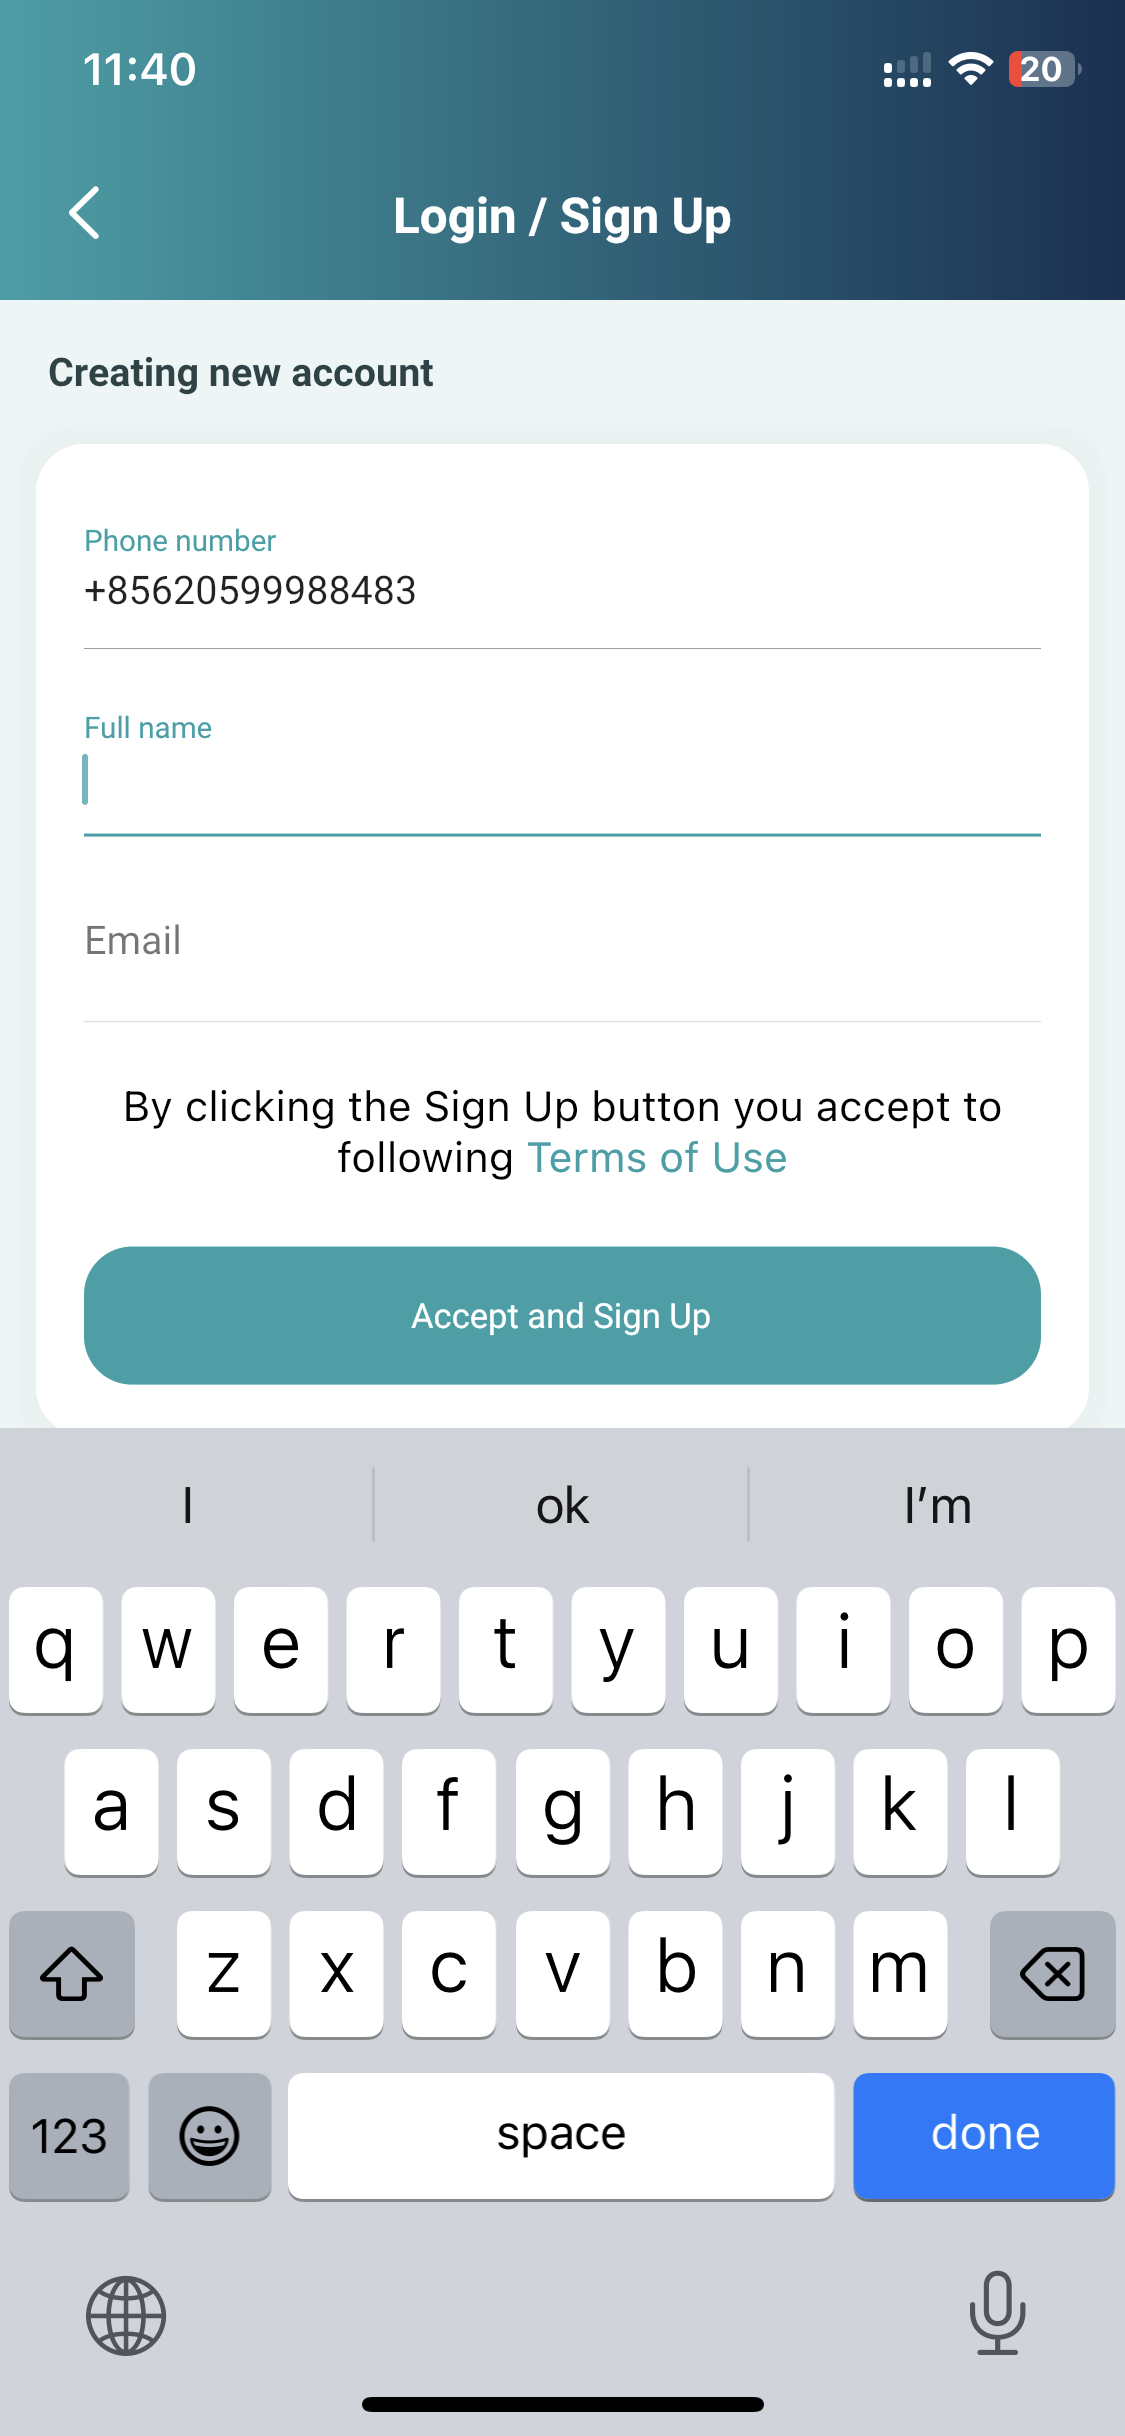 11:40
20
Login / Sign Up
Creating new account
Phone number
+85620599988483
Full name
Email
By clicking the Sign Up button you accept to
following Terms of Use
Accept and Sign Up
I ok I’m
q w e r t y u i o p
a s d f g h j k l
z x c v b n m
123 space done